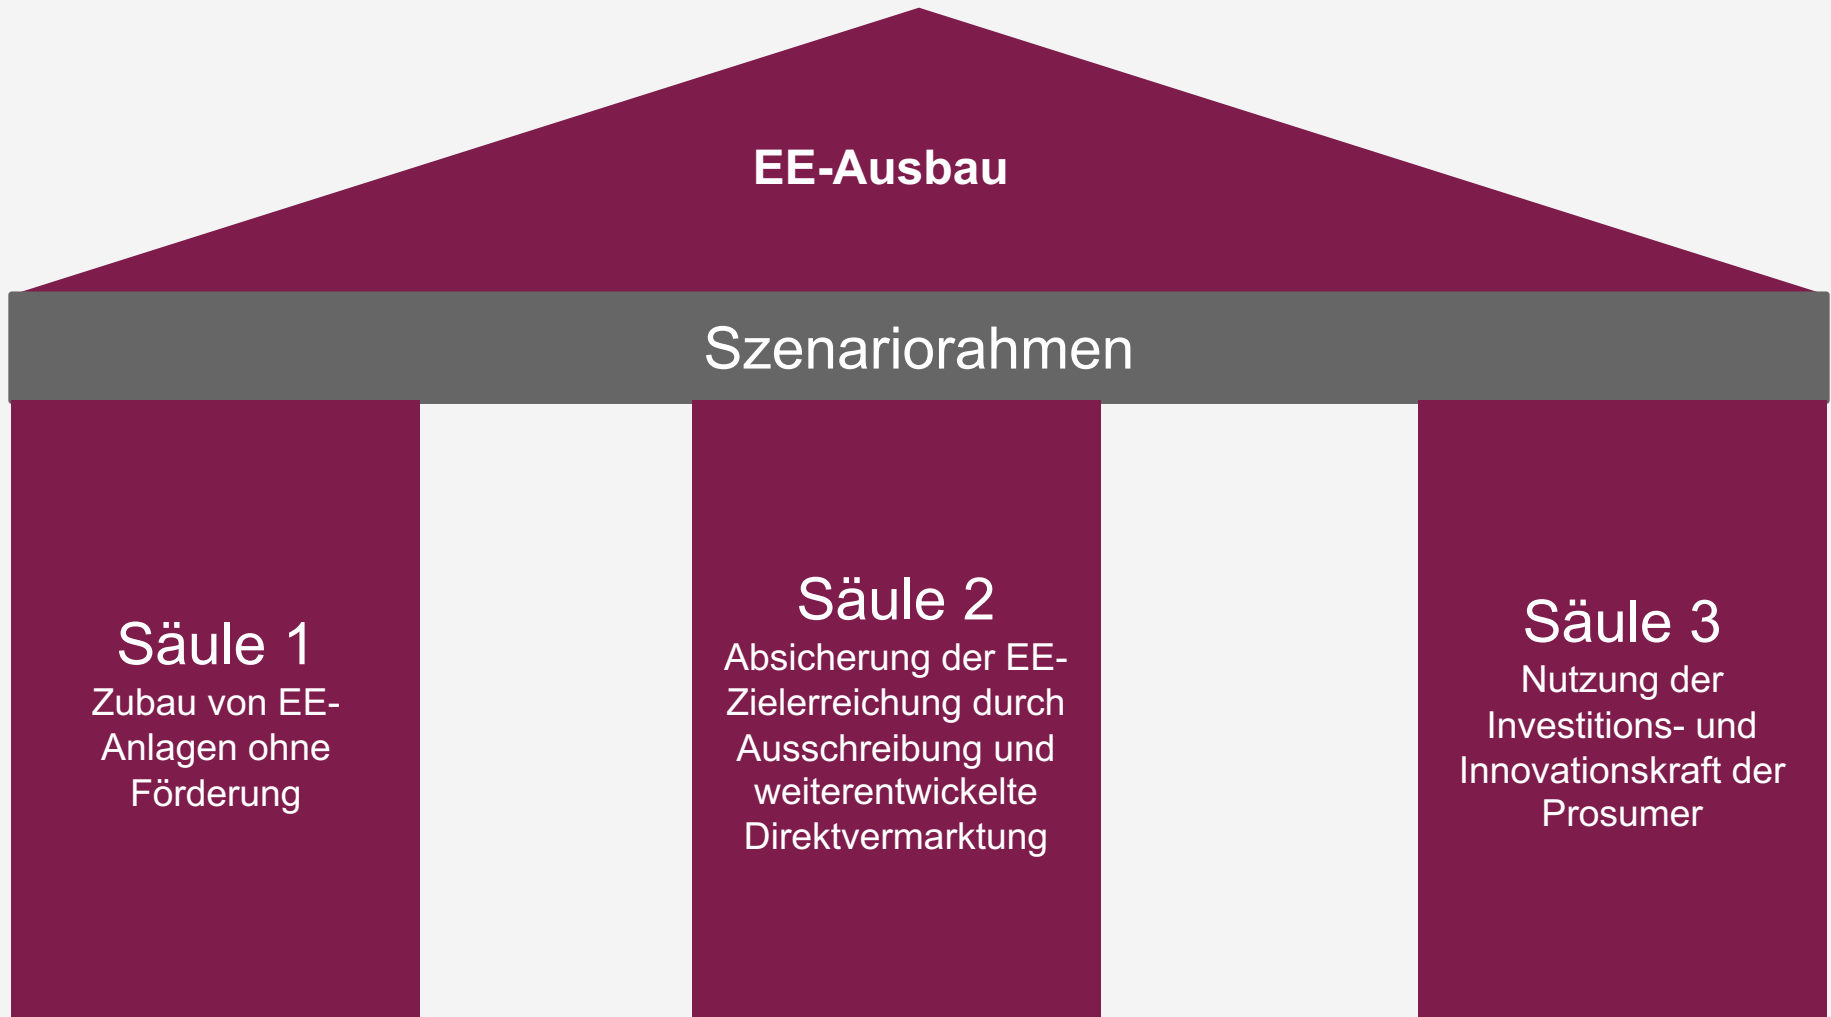 EE-Ausbau
Szenariorahmen
Säule 1
Zubau von EE-
Anlagen ohne
Förderung
Säule 2
Absicherung der EE-
Zielerreichung durch
Ausschreibung und
weiterentwickelte
Direktvermarktung
Säule 3
Nutzung der
Investitions- und
Innovationskraft der
Prosumer